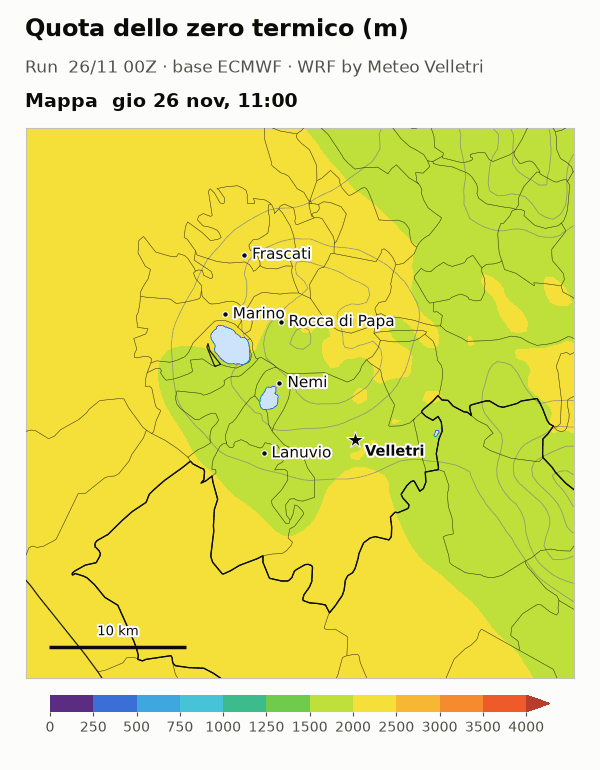 Quota dello zero termico (m)
Run 26/11 00Z · base ECMWF · WRF by Meteo Velletri
Mappa gio 26 nov, 11:00
Frascati
Marino
Rocca di Papa
Nemi
Velletri
Lanuvio
10 km
0 250 500 750 1000 1250 1500 2000 2500 3000 3500 4000